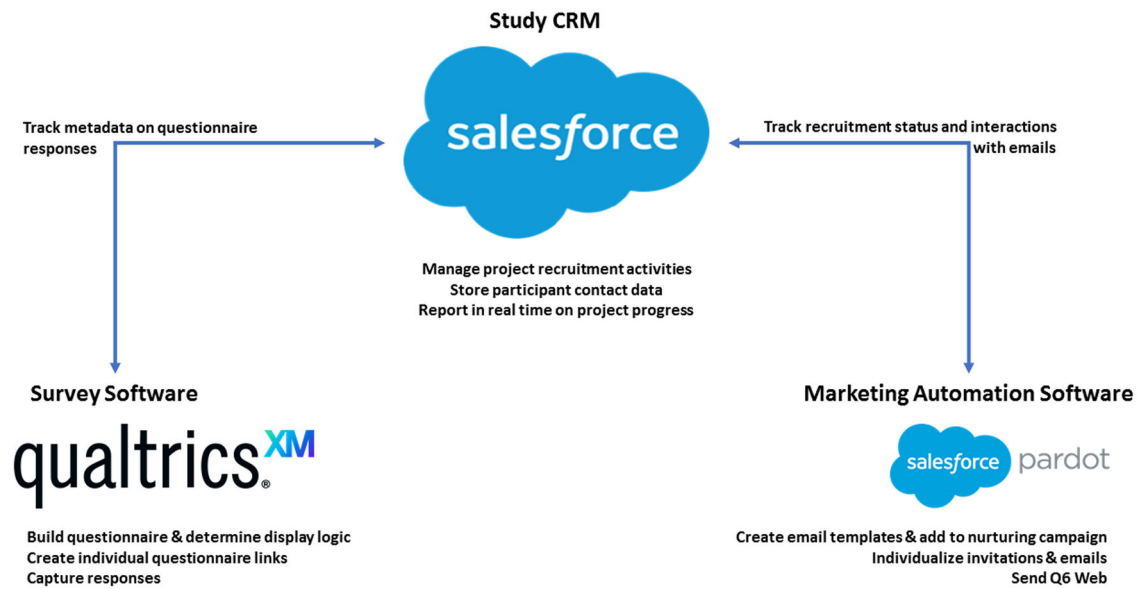 Study CRM
salesforce
Track metadata on questionnaire
responses
Track recruitment status and interactions
with emails
Manage project recruitment activities
Store participant contact data
Report in real time on project progress
Survey Software
qualtrics XM ®
Build questionnaire & determine display logic
Create individual questionnaire links
Capture responses
Marketing Automation Software
salesforce pardot
Create email templates & add to nurturing campaign
Individualize invitations & emails
Send Q6 Web